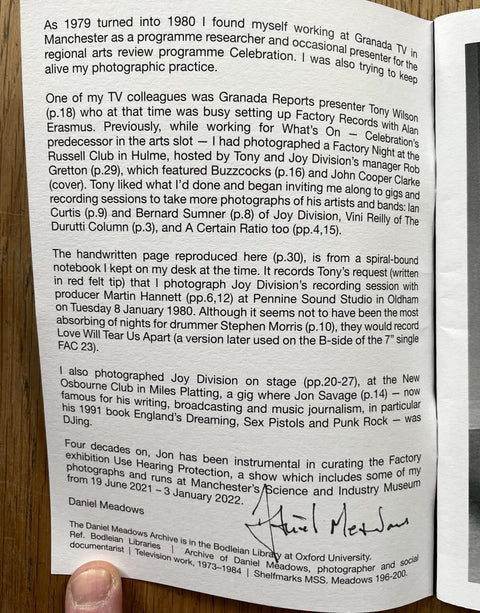 As 1979 turned into 1980 I found myself working at Granada TV in
Manchester as a programme researcher and occasional presenter for the
regional arts review programme Celebration. I was also trying to keep
alive my photographic practice.
One of my TV colleagues was Granada Reports presenter Tony Wilson
(p.18) who at that time was busy setting up Factory Records with Alan
Erasmus. Previously, while working for What's On — Celebration's
predecessor in the arts slot — I had photographed a Factory Night at the
Russell Club in Hulme, hosted by Tony and Joy Division's manager Rob
Gretton (p.29), which featured Buzzcocks (p.16) and John Cooper Clarke
(cover). Tony liked what I'd done and began inviting me along to gigs and
recording sessions to take more photographs of his artists and bands: Ian
Curtis (p.9) and Bernard Sumner (p.8) of Joy Division, Vini Reilly of The
Durutti Column (p.3), and A Certain Ratio too (pp.4,15).
The handwritten page reproduced here (p.30), is from a spiral-bound
notebook I kept on my desk at the time. It records Tony's request (written
in red felt tip) that I photograph Joy Division's recording session with
producer Martin Hannett (pp.6,12) at Pennine Sound Studio in Oldham
on Tuesday 8 January 1980. Although it seems not to have been the most
absorbing of nights for drummer Stephen Morris (p.10), they would record
Love Will Tear Us Apart (a version later used on the B-side of the 7" single
FAC 23).
I also photographed Joy Division on stage (pp.20-27), at the New
Osbourne Club in Miles Platting, a gig where Jon Savage (p.14) — now
famous for his writing, broadcasting and music journalism, in particular
his 1991 book England's Dreaming, Sex Pistols and Punk Rock — was
DJing.
Four decades on, Jon has been instrumental in curating the Factory
exhibition Use Hearing Protection, a show which includes some of my
photographs and runs at Manchester's Science and Industry Museum
from 19 June 2021 – 3 January 2022.
Daniel Meadows
Daniel Meadows
The Daniel Meadows Archive is in the Bodleian Library at Oxford University.
Ref. Bodleian Libraries | Archive of Daniel Meadows, photographer and social
documentarist | Television work, 1973–1984 | Shelfmarks MSS. Meadows 196-200.